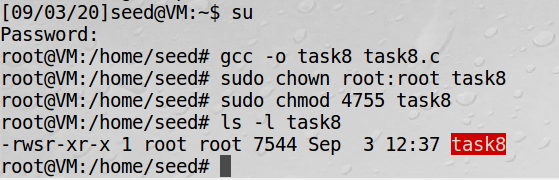 [09/03/20]seed@VM:~$ su
Password:
root@VM:/home/seed# gcc -o task8 task8.c
root@VM:/home/seed# sudo chown root:root task8
root@VM:/home/seed# sudo chmod 4755 task8
root@VM:/home/seed# ls -l task8
-rwsr-xr-x 1 root root 7544 Sep  3 12:37 task8
root@VM:/home/seed#